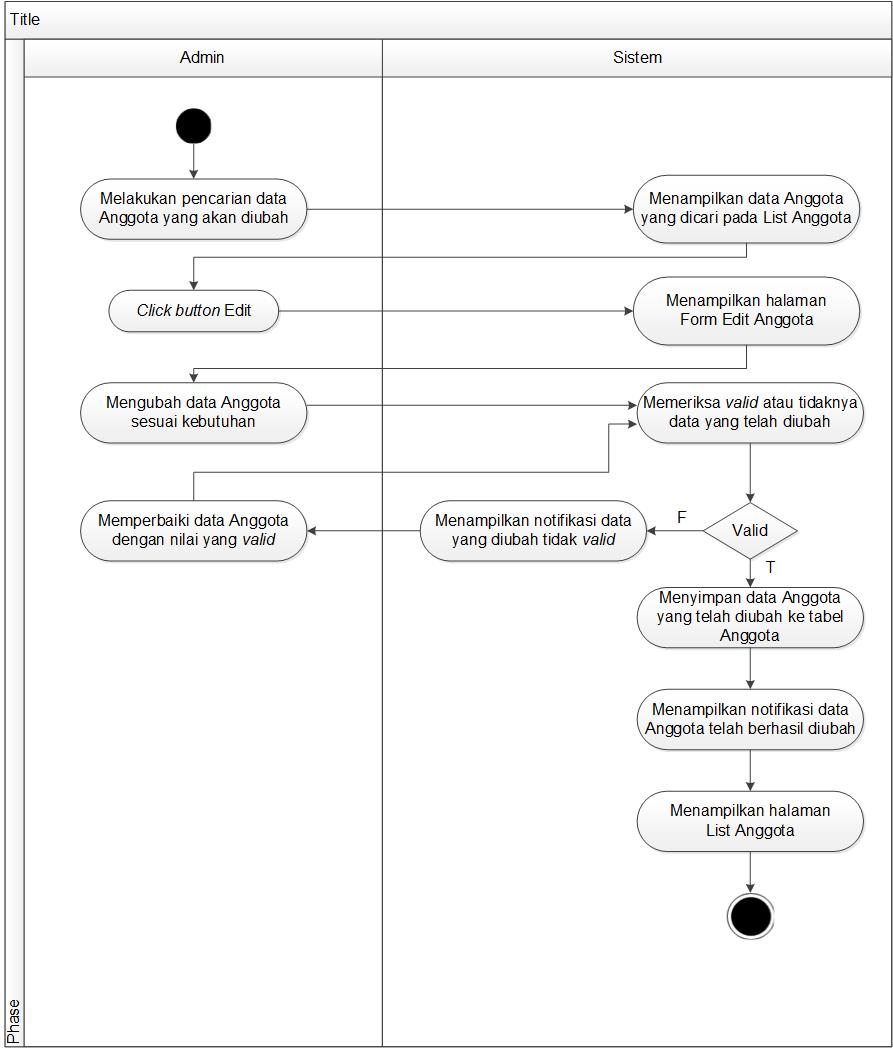 Title
Admin
Sistem
Melakukan pencarian data
Anggota yang akan diubah
Menampilkan data Anggota
yang dicari pada List Anggota
Click button Edit
Menampilkan halaman
Form Edit Anggota
Mengubah data Anggota
sesuai kebutuhan
Memeriksa valid atau tidaknya
data yang telah diubah
Memperbaiki data Anggota
dengan nilai yang valid
Menampilkan notifikasi data
yang diubah tidak valid
F
Valid
T
Menyimpan data Anggota
yang telah diubah ke tabel
Anggota
Menampilkan notifikasi data
Anggota telah berhasil diubah
Menampilkan halaman
List Anggota
Phase